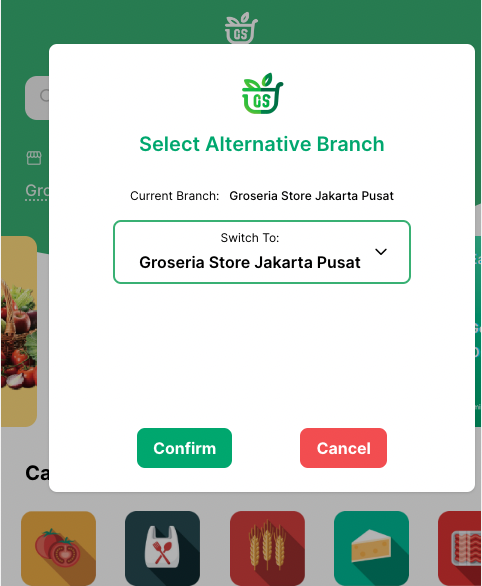 GS
GS
Select Alternative Branch
Current Branch: Groseria Store Jakarta Pusat
Switch To:
Groseria Store Jakarta Pusat
Gro
Confirm
Cancel
Ca